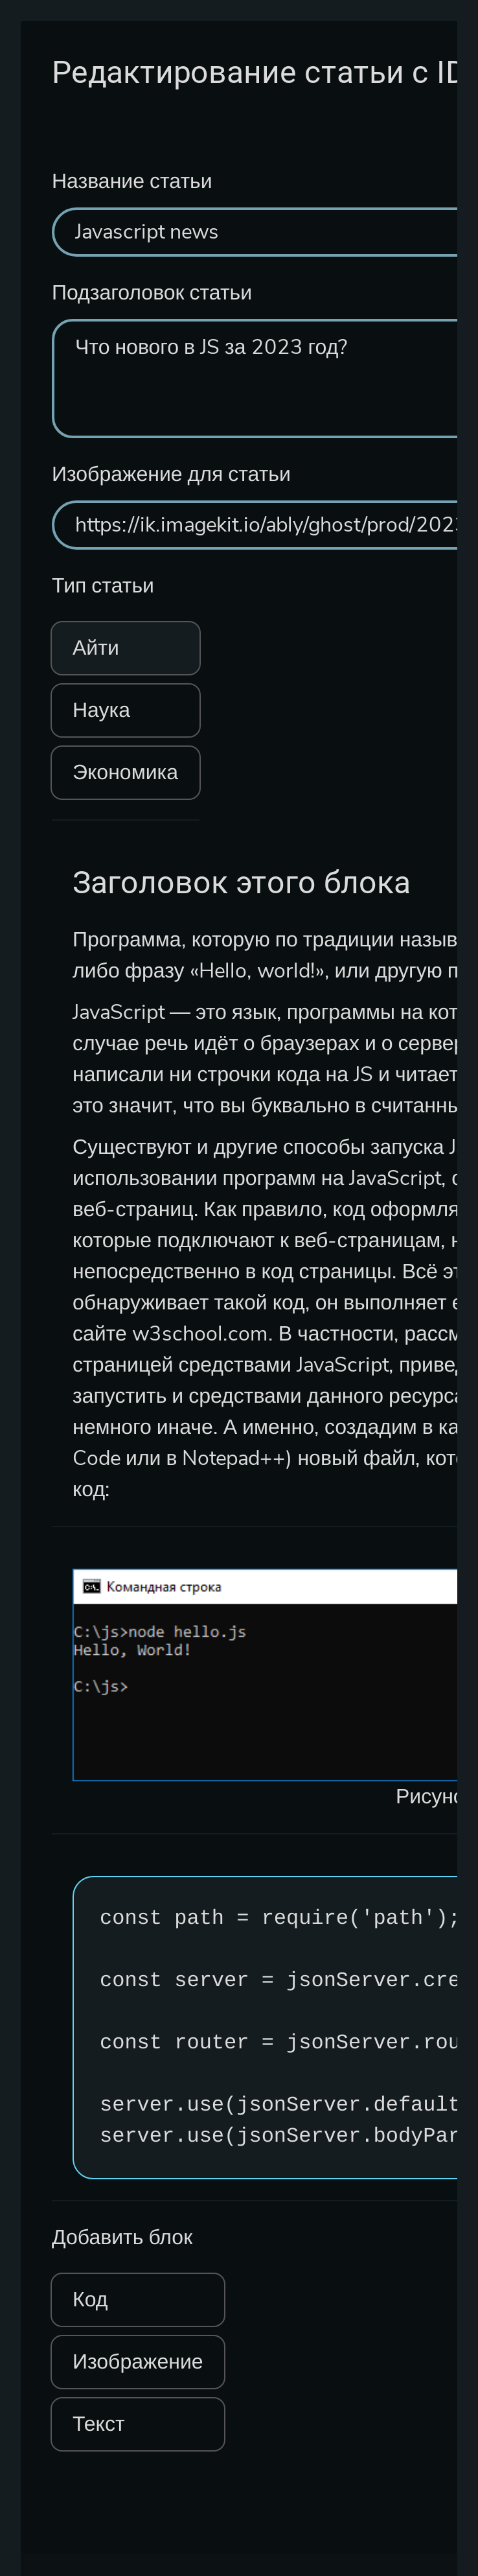 Редактирование статьи с ID
Название статьи
Javascript news
Подзаголовок статьи
Что нового в JS за 2023 год?
Изображение для статьи
https://ik.imagekit.io/ably/ghost/prod/2023
Тип статьи
Айти
Наука
Экономика
Заголовок этого блока
Программа, которую по традиции назыв
либо фразу «Hello, world!», или другую п
JavaScript — это язык, программы на кот
случае речь идёт о браузерах и о сервер
написали ни строчки кода на JS и читает
это значит, что вы буквально в считанны
Существуют и другие способы запуска J
использовании программ на JavaScript, с
веб-страниц. Как правило, код оформля
которые подключают к веб-страницам, н
непосредственно в код страницы. Всё эт
обнаруживает такой код, он выполняет е
сайте w3school.com. В частности, рассм
страницей средствами JavaScript, приве
запустить и средствами данного ресурса
немного иначе. А именно, создадим в ка
Code или в Notepad++) новый файл, кото
код:
Командная строка
C:\js>node hello.js
Hello, World!
C:\js>
Рисуно
const path = require('path');
const server = jsonServer.cre
const router = jsonServer.rou
server.use(jsonServer.default
server.use(jsonServer.bodyPar
Добавить блок
Код
Изображение
Текст